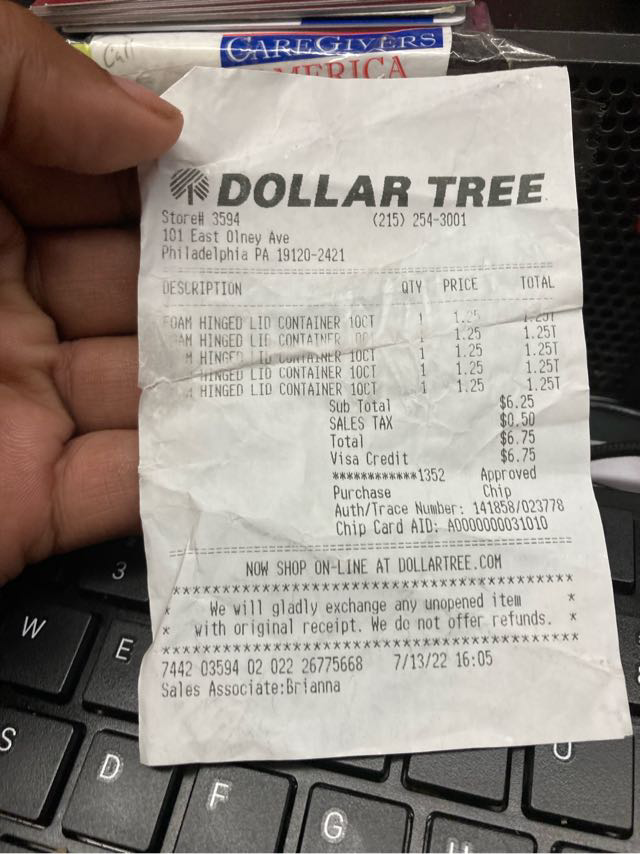 Call
CAREGIVERS
AMERICA
DOLLAR TREE
Store# 3594 (215) 254-3001
101 East Olney Ave
Philadelphia PA 19120-2421
DESCRIPTION QTY PRICE TOTAL
FOAM HINGED LID CONTAINER 10CT 1 1.25 1.25T
HINGED LID CONTAINER 1 1.25 1.25T
HINGED LID CONTAINER 10CT 1 1.25 1.25T
HINGED LID CONTAINER 10CT 1 1.25 1.25T
HINGED LID CONTAINER 10CT 1 1.25 1.25T
Sub Total $6.25
SALES TAX $0.50
Total $6.75
Visa Credit $6.75
************1352 Approved
Purchase Chip
Auth/Trace Number: 141858/023778
Chip Card AID: A0000000031010
NOW SHOP ON-LINE AT DOLLARTREE.COM
***************************************
* We will gladly exchange any unopened item *
* with original receipt. We do not offer refunds. *
***************************************
7442 03594 02 022 26775668 7/13/22 16:05
Sales Associate:Brianna
3
W E
S D F G H